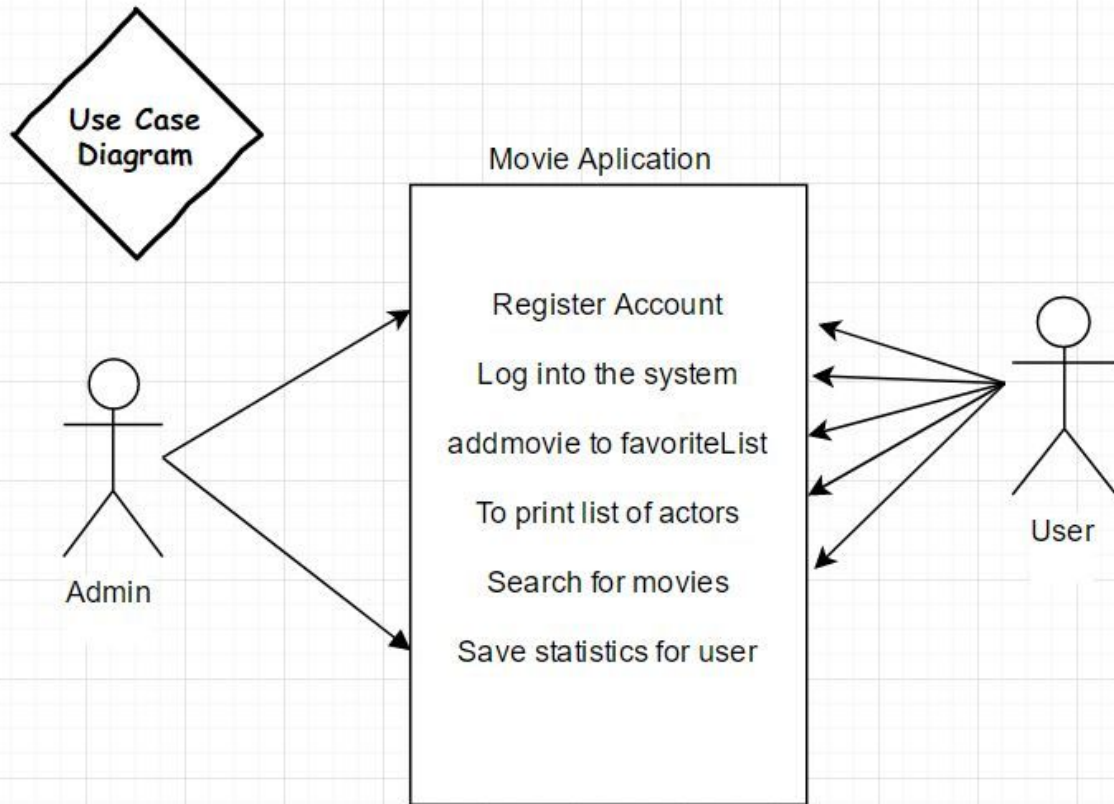 Use Case
Diagram
Movie Aplication
Register Account
Log into the system
addmovie to favoriteList
To print list of actors
Search for movies
Save statistics for user
Admin
User